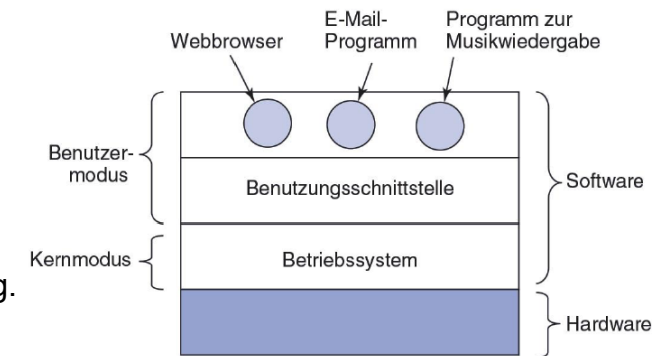 Webbrowser
E-Mail-
Programm
Programm zur
Musikwiedergabe
Benutzer-
modus
Benutzungsschnittstelle
Software
Kernmodus
Betriebssystem
g.
Hardware